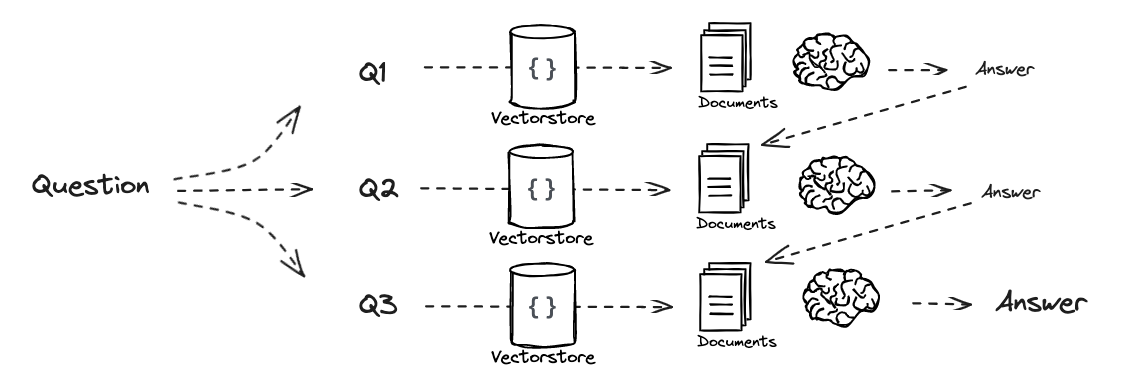 Question
Q1
{}
Vectorstore
Documents
Answer
Q2
{}
Vectorstore
Documents
Answer
Q3
{}
Vectorstore
Documents
Answer